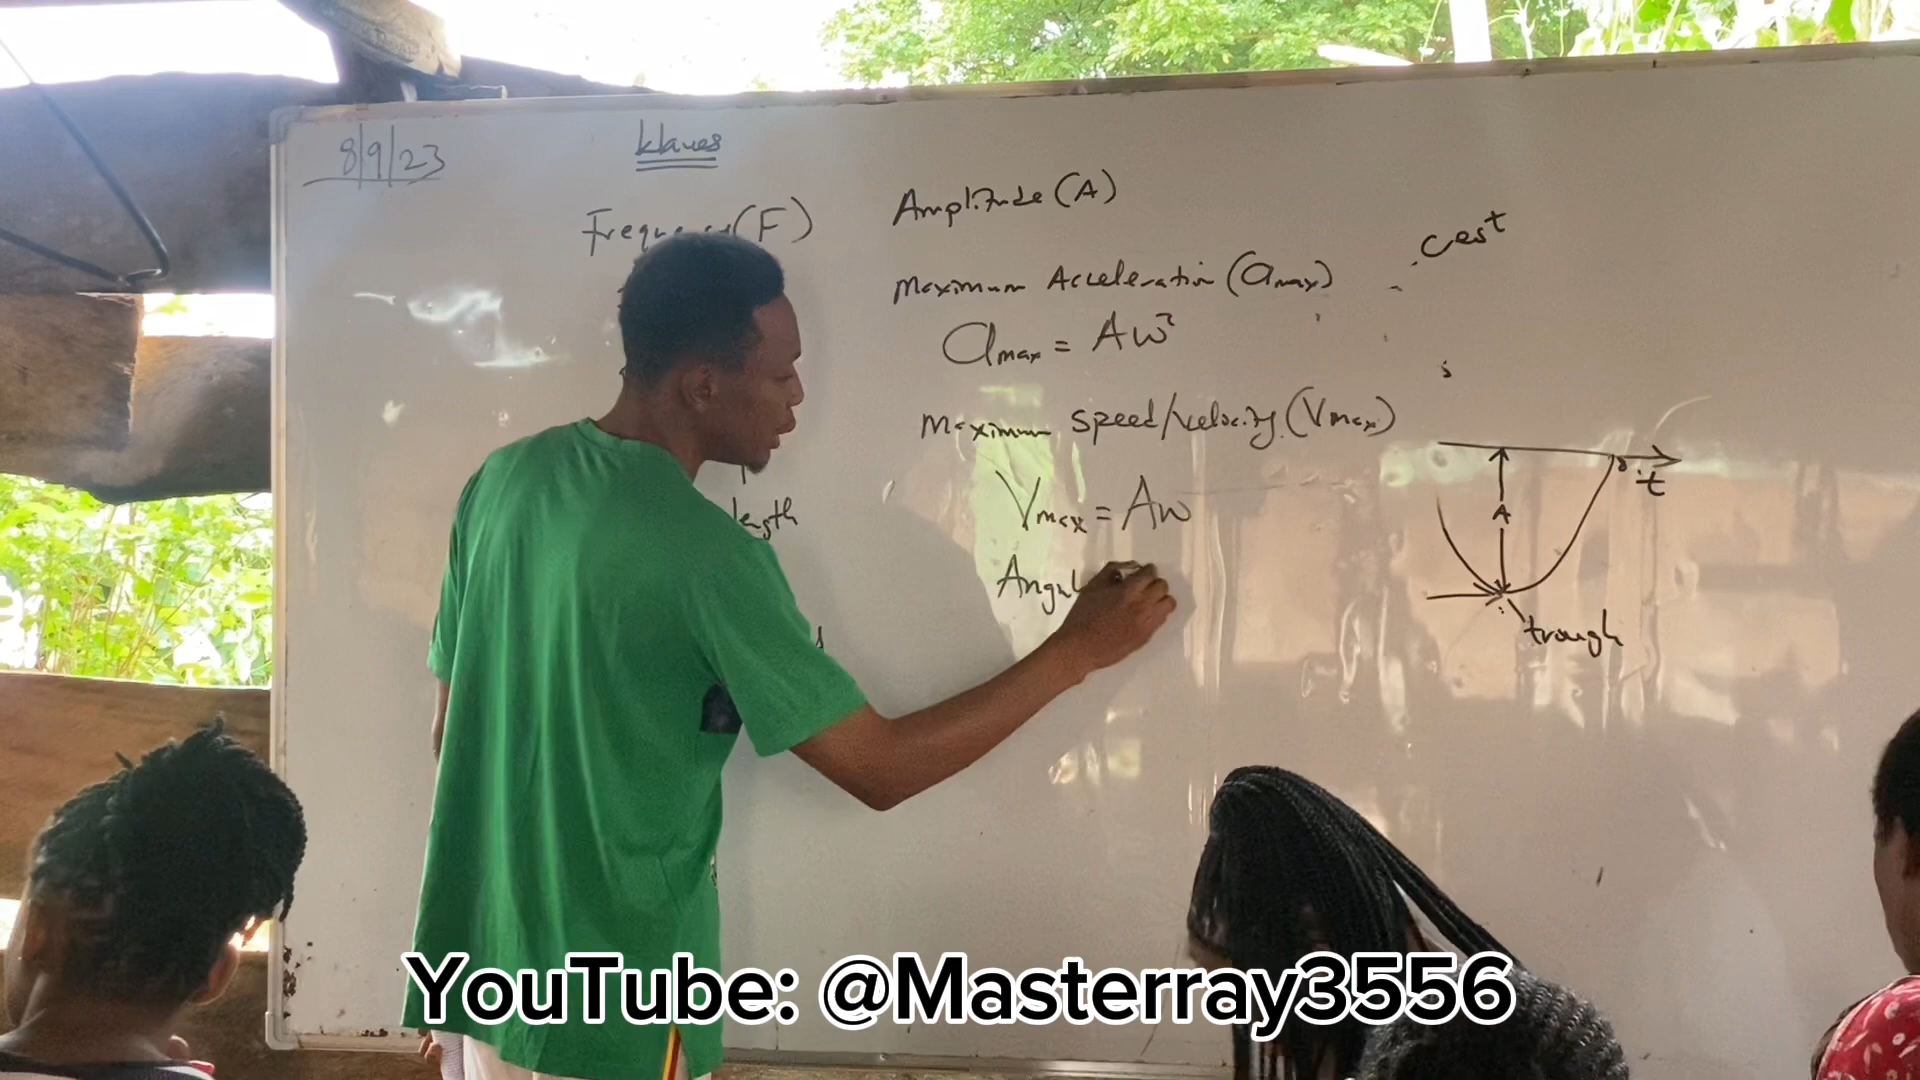 8/9/23
Waves
Frequency (F)
Amplitude (A)
Maximum Acceleration (amax)
amax = Aw²
Maximum speed/velocity (Vmax)
Vmax = Aw
Angul
length
Cest
t
A
trough
YouTube: @Masterray3556